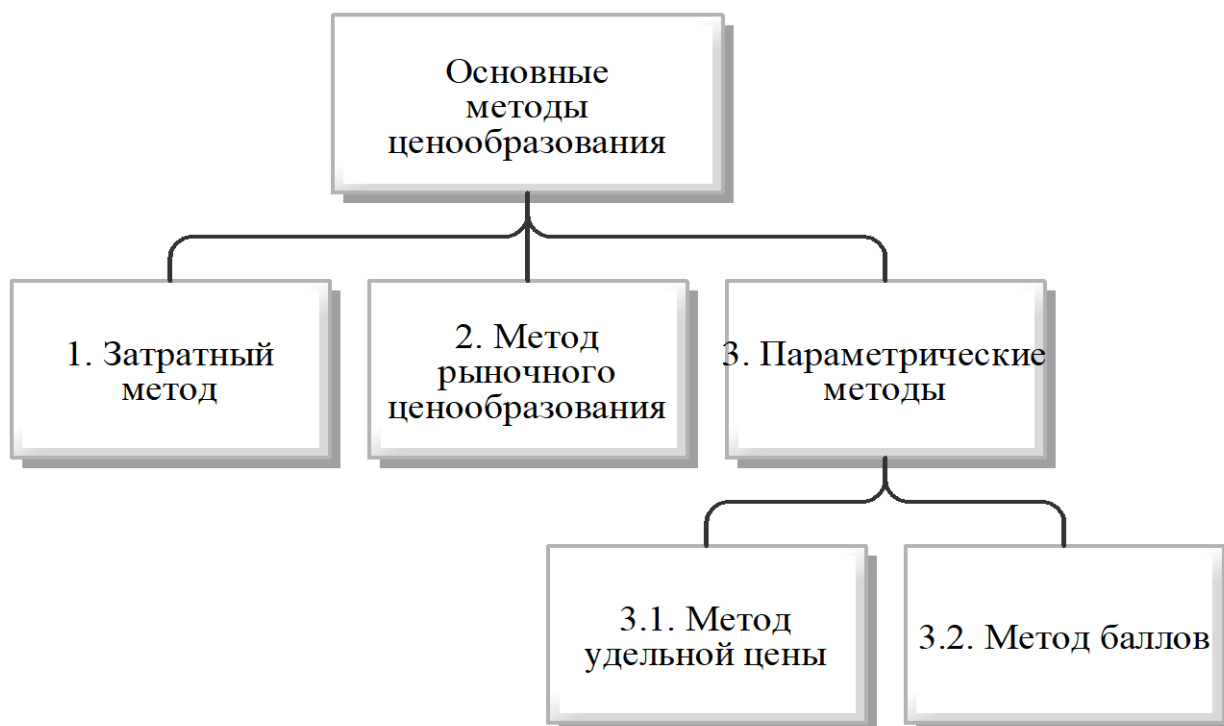 Основные
методы
ценообразования
1. Затратный
метод
2. Метод
рыночного
ценообразования
3. Параметрические
методы
3.1. Метод
удельной цены
3.2. Метод баллов